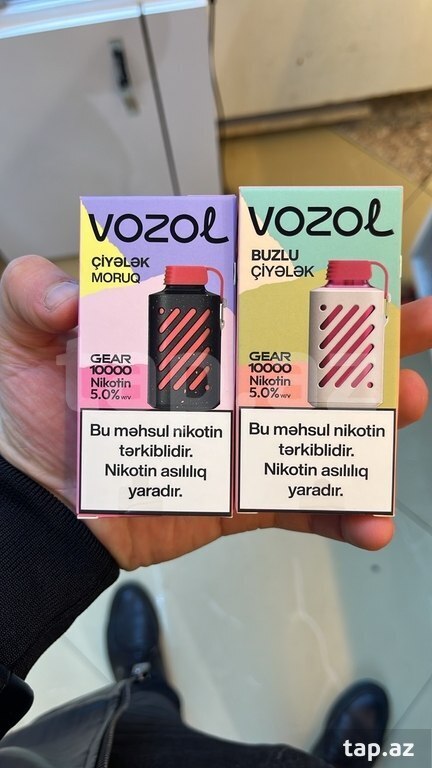 VOZOL
ÇİYƏLƏK
MORUQ
GEAR
10000
Nikotin
5.0% w/v
Bu məhsul nikotin
tərkiblidir.
Nikotin asılılıq
yaradır.
VOZOL
BUZLU
ÇİYƏLƏK
GEAR
10000
Nikotin
5.0% w/v
Bu məhsul nikotin
tərkiblidir.
Nikotin asılılıq
yaradır.
tap.az